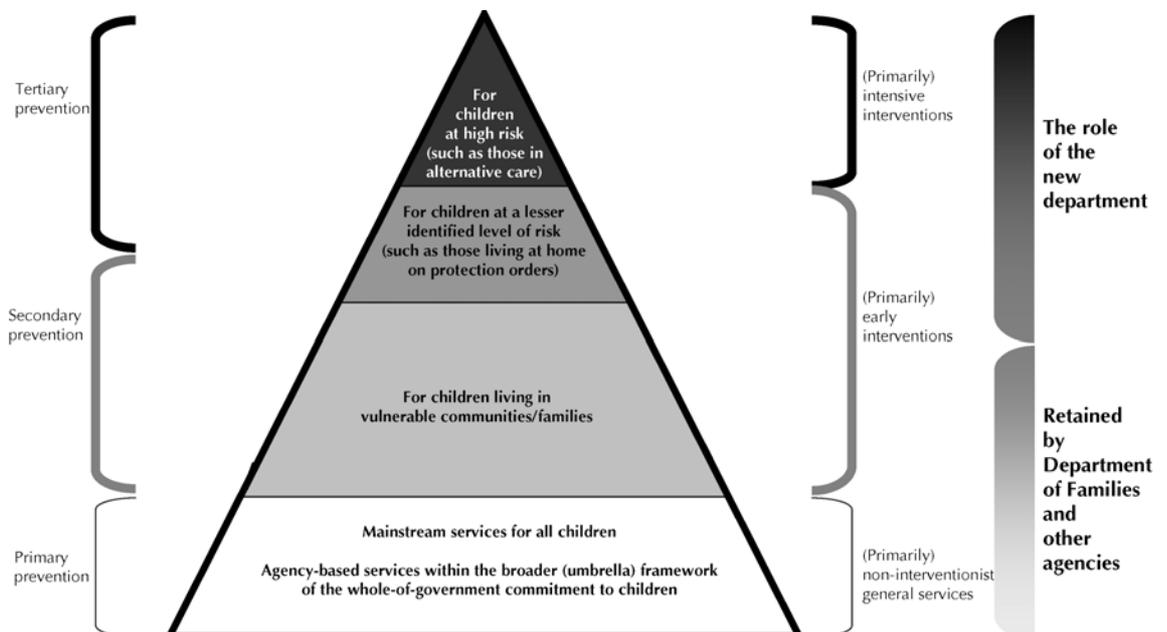 Tertiary
prevention
Secondary
prevention
Primary
prevention
For
children
at high risk
(such as those in
alternative care)
For children at a lesser
identified level of risk
(such as those living at home
on protection orders)
For children living in
vulnerable communities/families
Mainstream services for all children
Agency-based services within the broader (umbrella) framework
of the whole-of-government commitment to children
(Primarily)
intensive
interventions
(Primarily)
early
interventions
(Primarily)
non-interventionist
general services
The role
of the
new
department
Retained
by
Department
of Families
and
other
agencies